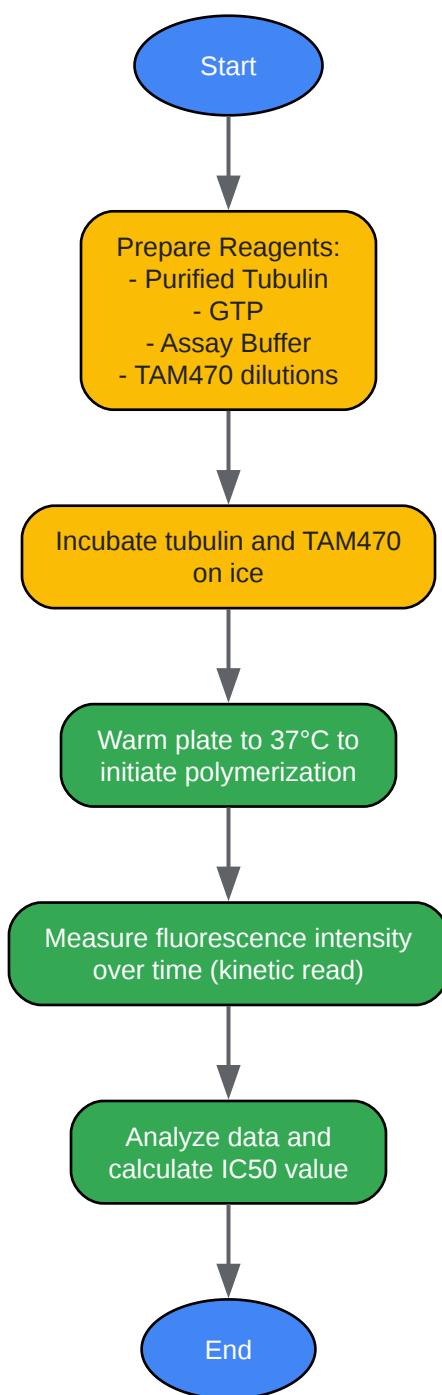 Start
Prepare Reagents:
- Purified Tubulin
- GTP
- Assay Buffer
- TAM470 dilutions
Incubate tubulin and TAM470
on ice
Warm plate to 37°C to
initiate polymerization
Measure fluorescence intensity
over time (kinetic read)
Analyze data and
calculate IC50 value
End